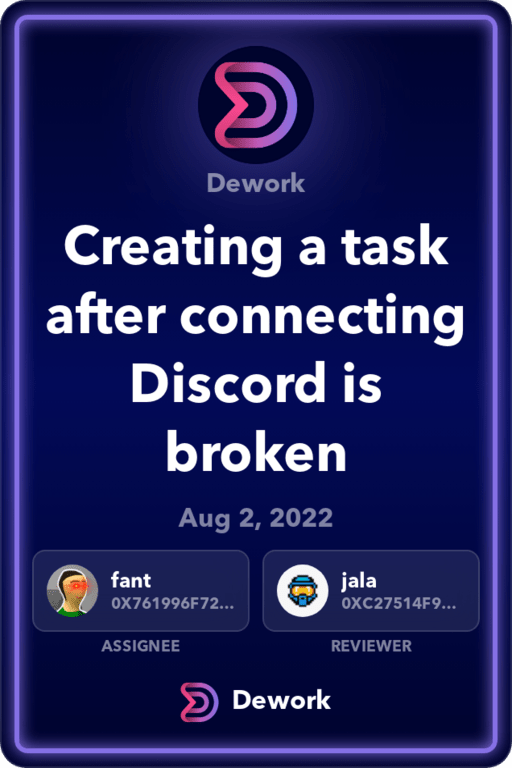 Dework
Creating a task
after connecting
Discord is
broken
Aug 2, 2022
fant
0X761996F72...
jala
0XC27514F9...
ASSIGNEE
REVIEWER
Dework